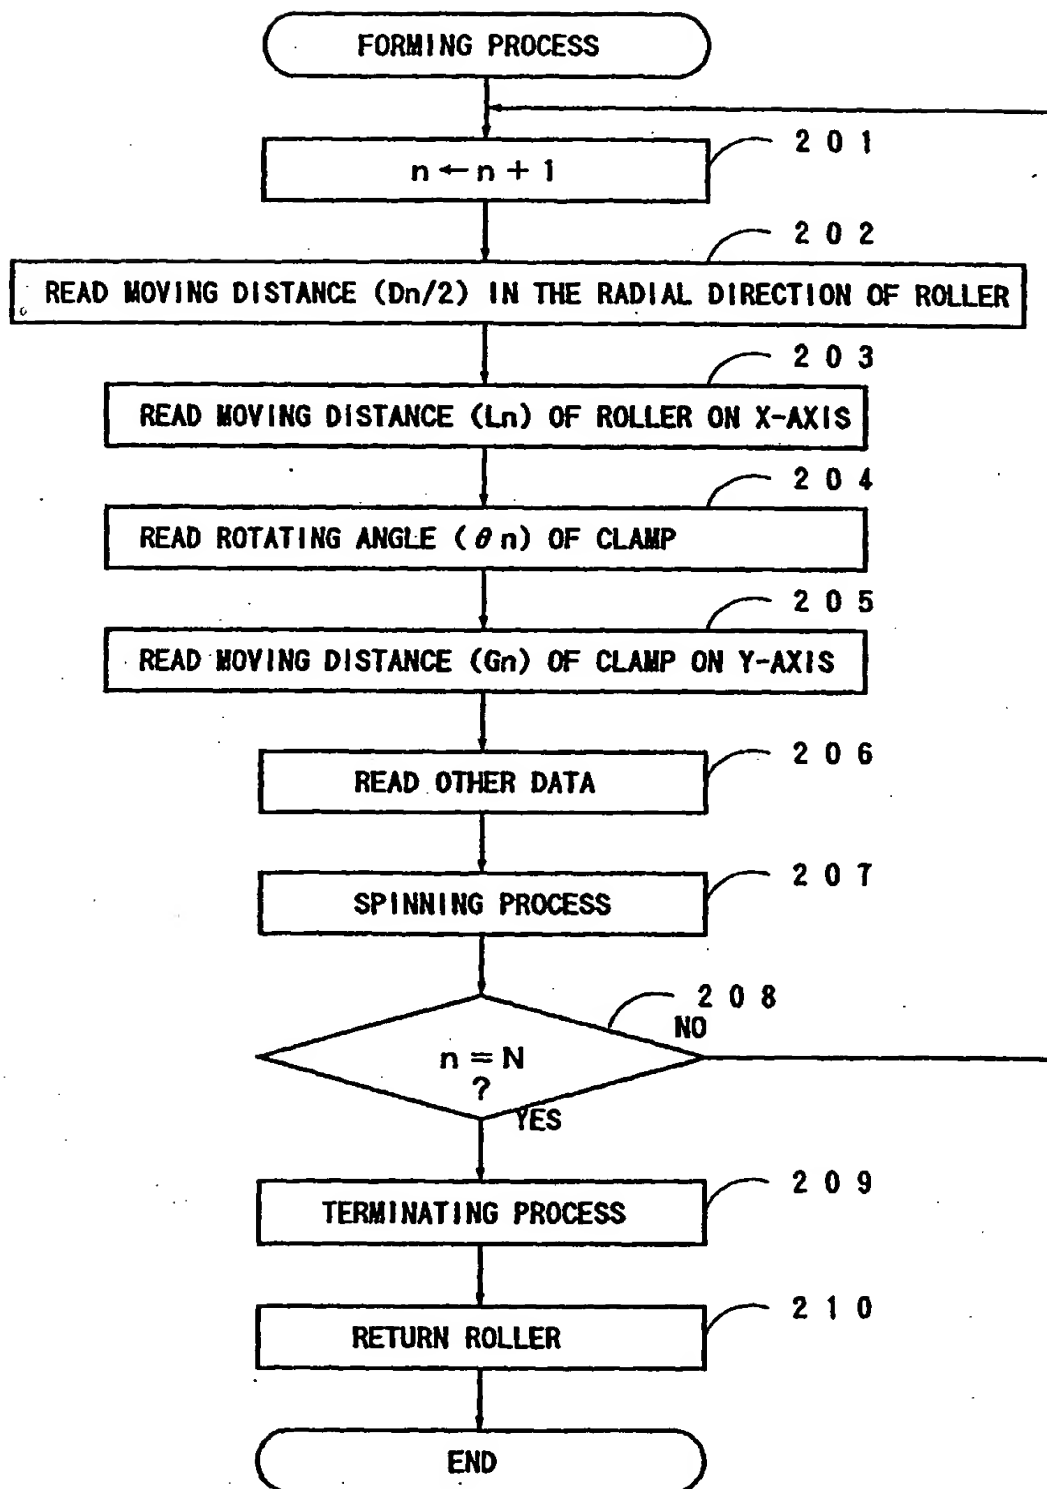 FORMING PROCESS
201
n ← n + 1
202
READ MOVING DISTANCE (Dn/2) IN THE RADIAL DIRECTION OF ROLLER
203
READ MOVING DISTANCE (Ln) OF ROLLER ON X-AXIS
204
READ ROTATING ANGLE (θn) OF CLAMP
205
READ MOVING DISTANCE (Gn) OF CLAMP ON Y-AXIS
206
READ OTHER DATA
207
SPINNING PROCESS
208
NO
n = N
?
YES
209
TERMINATING PROCESS
210
RETURN ROLLER
END